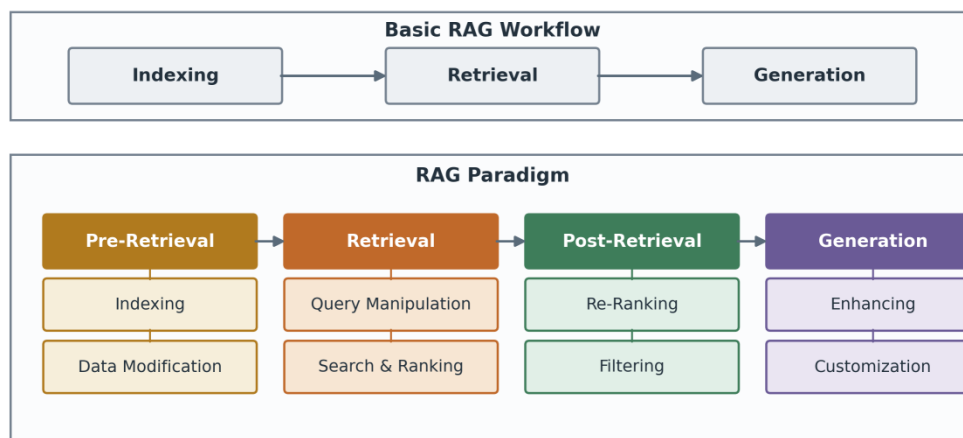 Basic RAG Workflow
Indexing
Retrieval
Generation
RAG Paradigm
Pre-Retrieval
Retrieval
Post-Retrieval
Generation
Indexing
Query Manipulation
Re-Ranking
Enhancing
Data Modification
Search & Ranking
Filtering
Customization